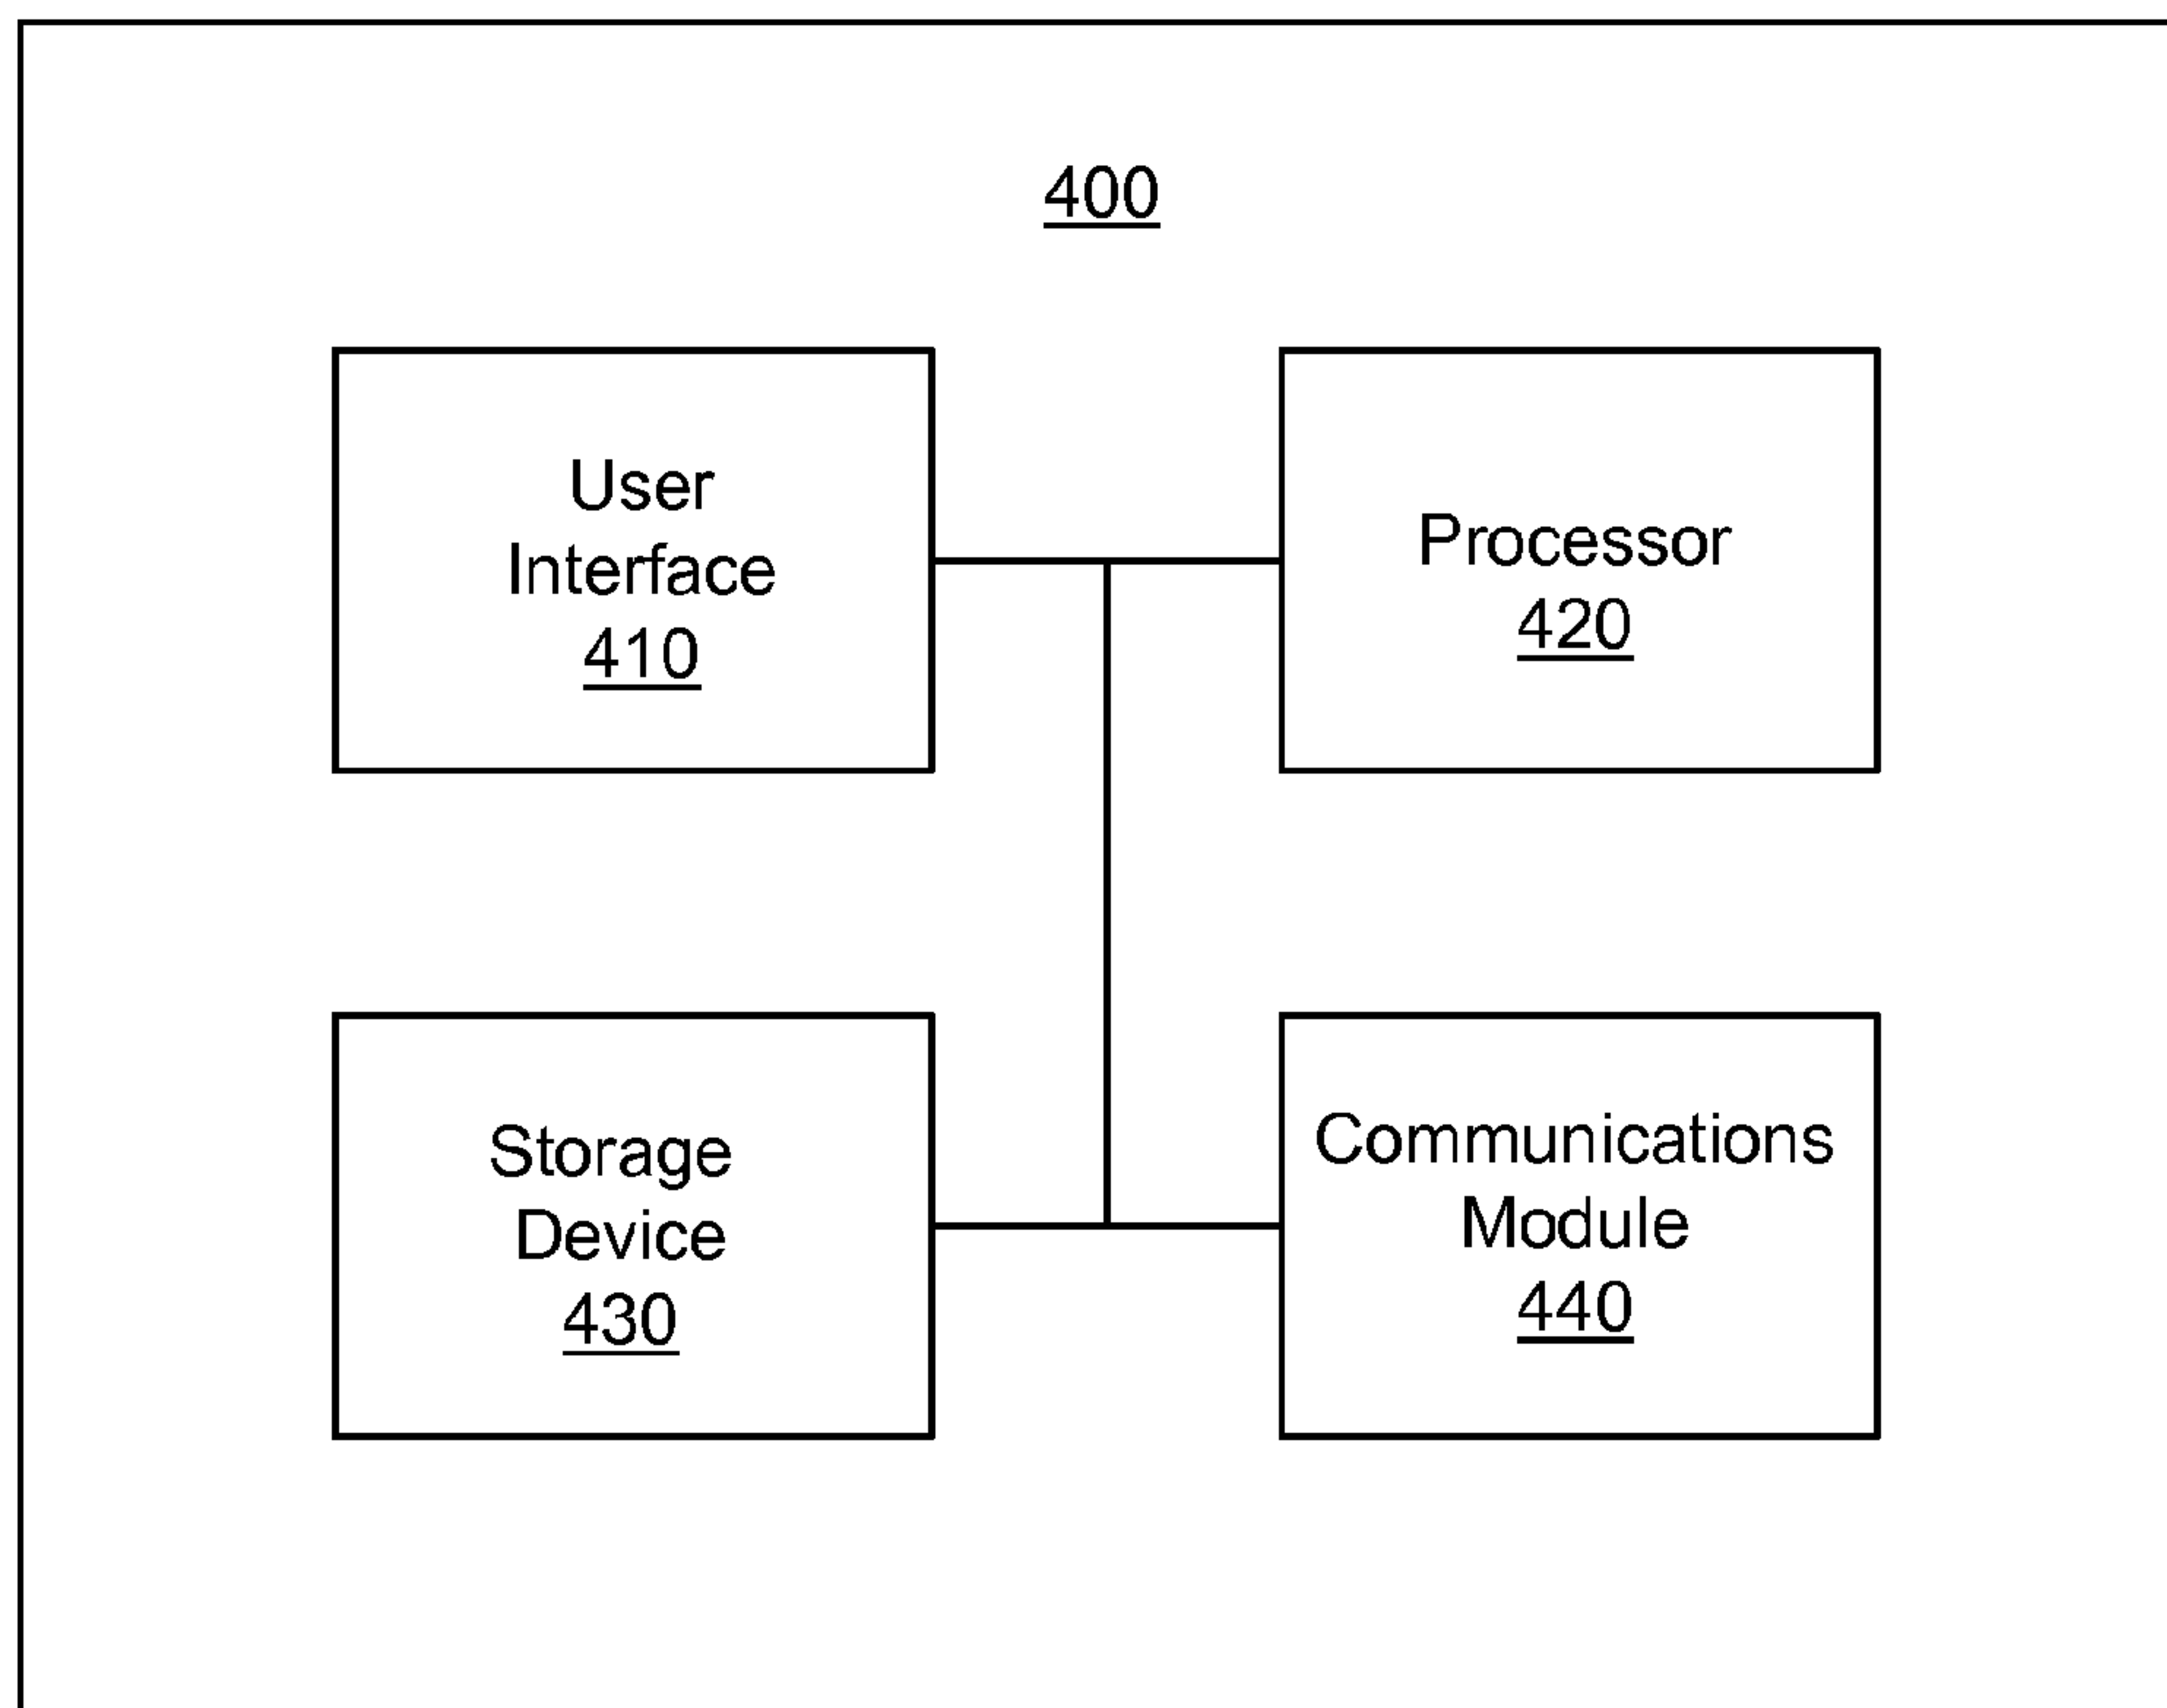 400
User
Interface
410
Processor
420
Storage
Device
430
Communications
Module
440